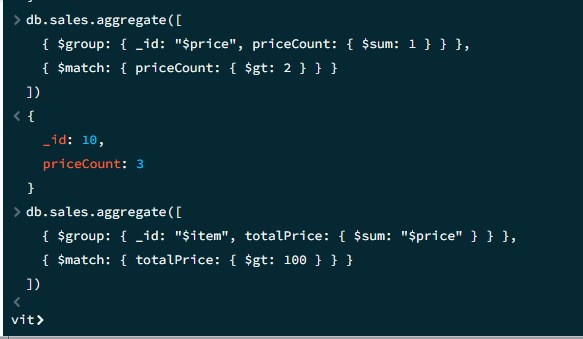 > db.sales.aggregate([
{ $group: { _id: "$price", priceCount: { $sum: 1 } } },
{ $match: { priceCount: { $gt: 2 } } }
])
< {
_id: 10,
priceCount: 3
}
> db.sales.aggregate([
{ $group: { _id: "$item", totalPrice: { $sum: "$price" } } },
{ $match: { totalPrice: { $gt: 100 } } }
])
<
vit>